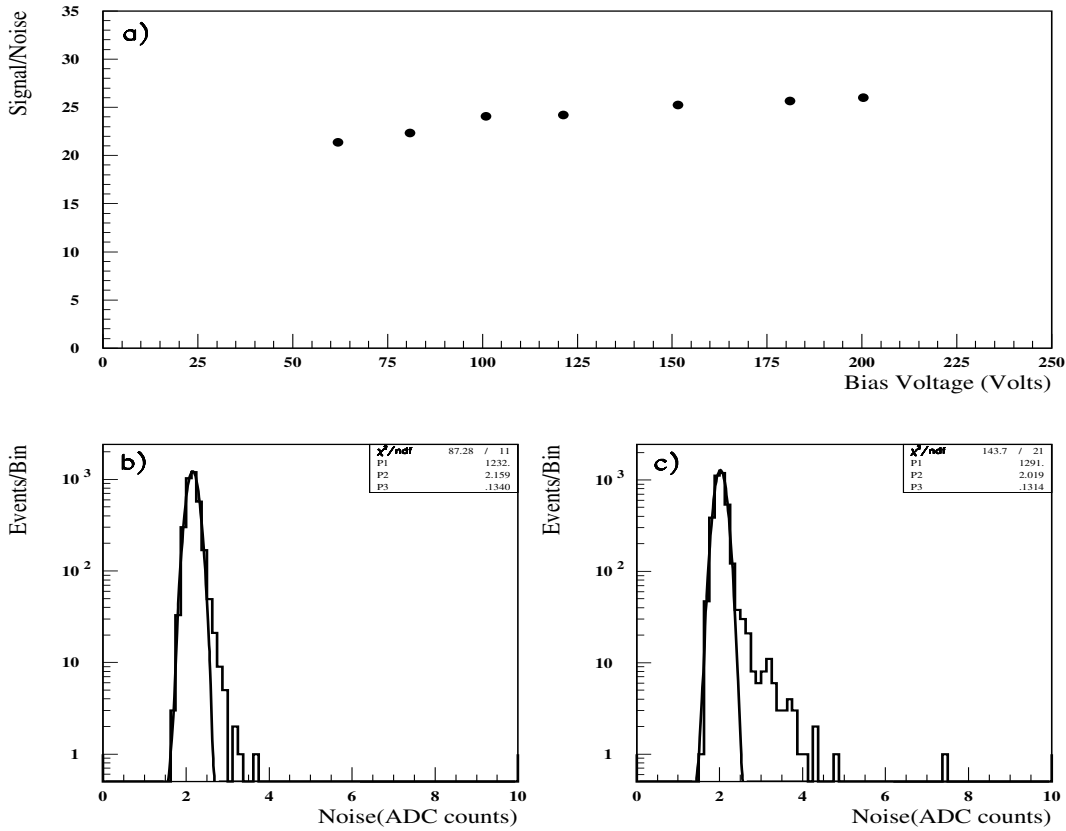 a)
Signal/Noise
35
30
25
20
15
10
5
0
0 25 50 75 100 125 150 175 200 225 250
Bias Voltage (Volts)
b)
Events/Bin
χ²/ndf 87.28 / 11
P1 1232.
P2 2.159
P3 .1340
10³
10²
10
1
0 2 4 6 8 10
Noise(ADC counts)
c)
Events/Bin
χ²/ndf 143.7 / 21
P1 1291.
P2 2.019
P3 .1314
10³
10²
10
1
0 2 4 6 8 10
Noise(ADC counts)